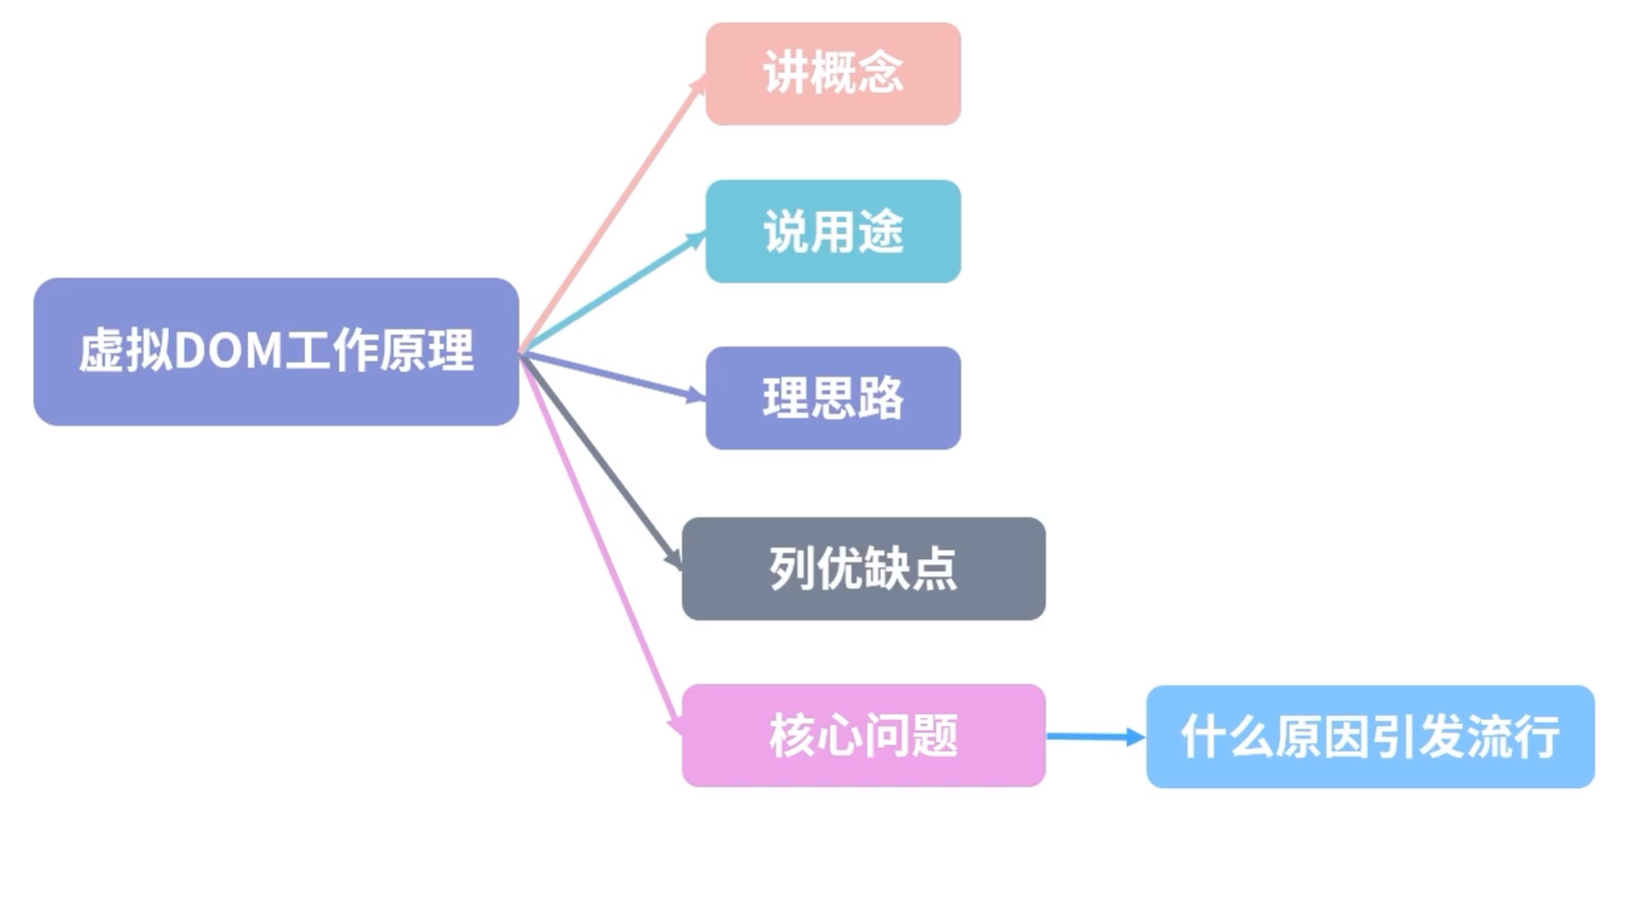 讲概念
说用途
虚拟DOM工作原理
理思路
列优缺点
核心问题
什么原因引发流行